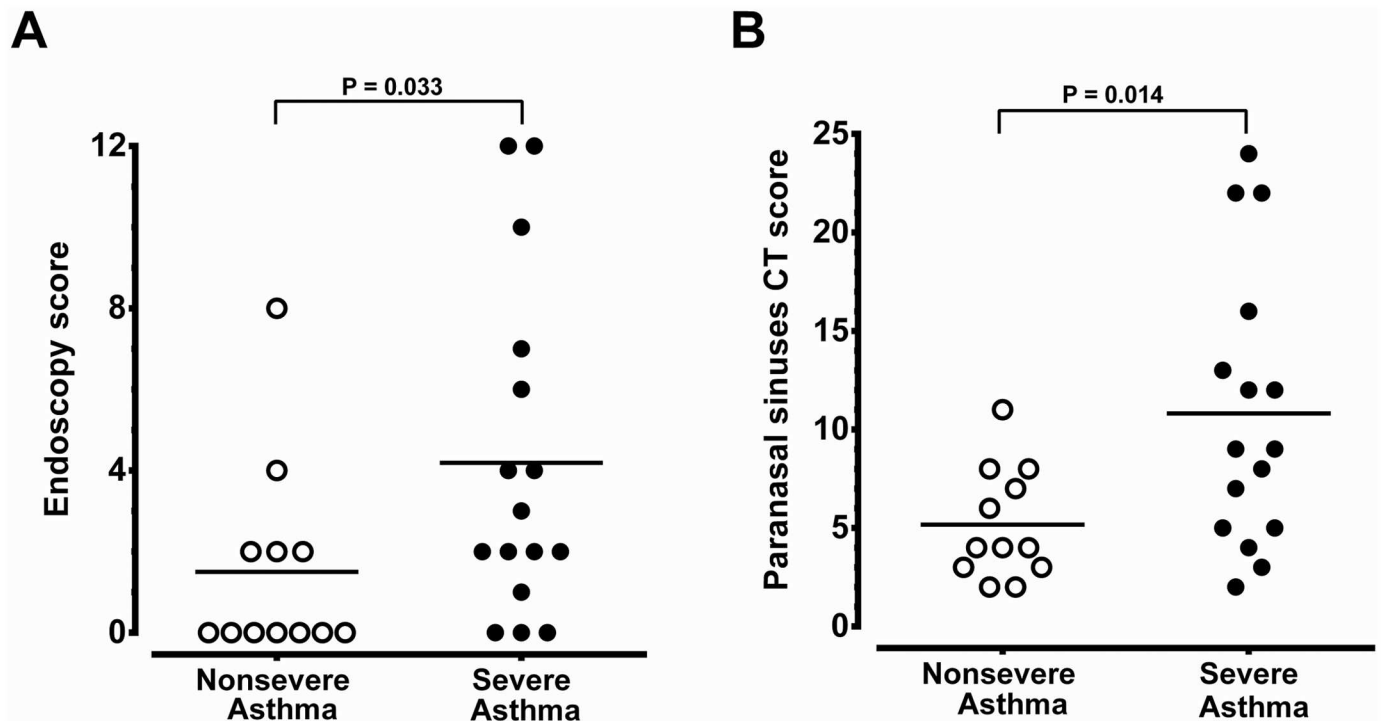 A
P = 0.033
Endoscopy score
12
8
4
0
Nonsevere
Asthma
Severe
Asthma
B
P = 0.014
Paranasal sinuses CT score
25
20
15
10
5
0
Nonsevere
Asthma
Severe
Asthma